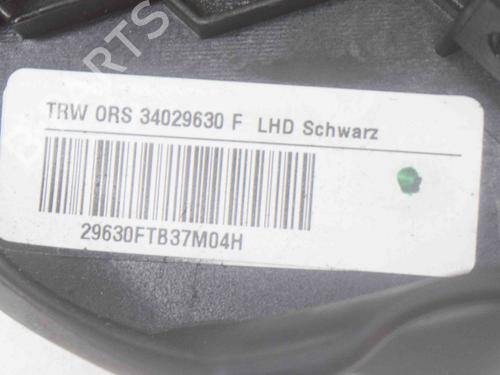 TRW ORS 34029630 F LHD Schwarz
29630FTB37M04H